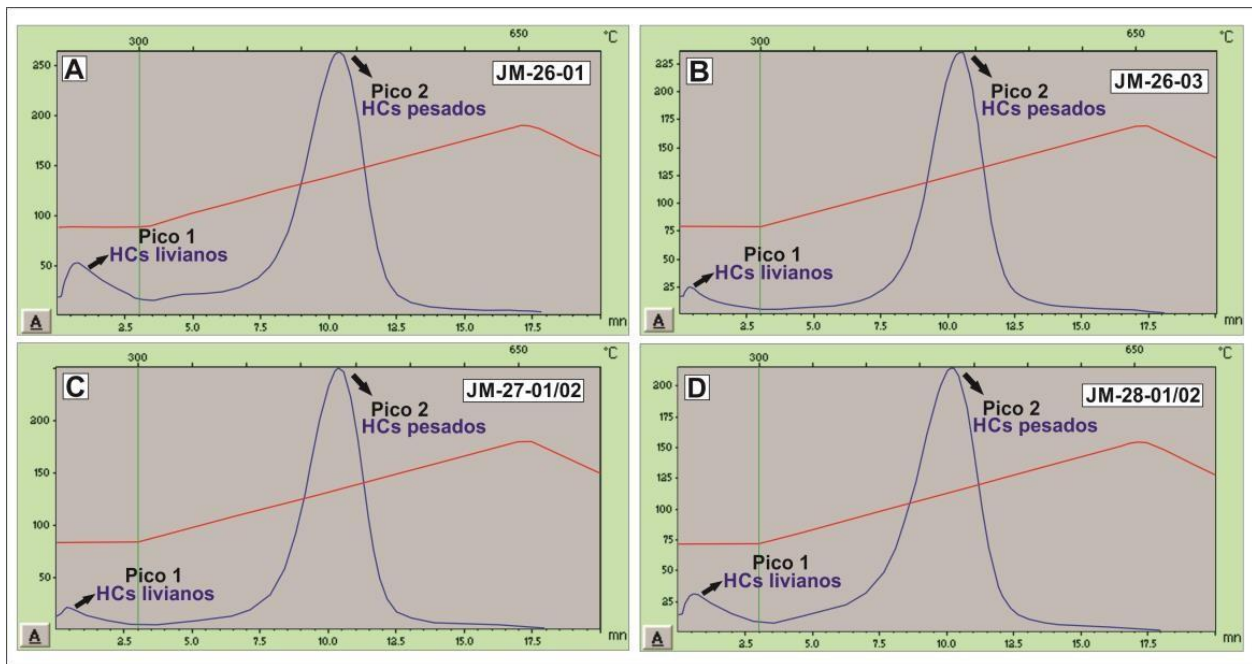 300 650 °C
A JM-26-01
250
200
150
100
50
Pico 2
HCs pesados
Pico 1
HCs livianos
A 2.5 5.0 7.5 10.0 12.5 15.0 17.5 mn
300 650 °C
B JM-26-03
225
200
175
150
125
100
75
50
25
Pico 2
HCs pesados
Pico 1
HCs livianos
A 2.5 5.0 7.5 10.0 12.5 15.0 17.5 mn
300 650 °C
C JM-27-01/02
200
150
100
50
Pico 2
HCs pesados
Pico 1
HCs livianos
A 2.5 5.0 7.5 10.0 12.5 15.0 17.5 mn
300 650 °C
D JM-28-01/02
200
175
150
125
100
75
50
25
Pico 2
HCs pesados
Pico 1
HCs livianos
A 2.5 5.0 7.5 10.0 12.5 15.0 17.5 mn